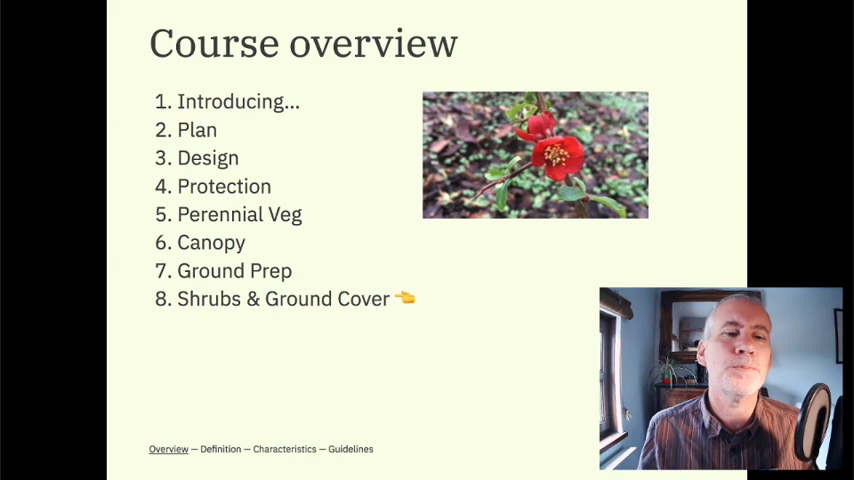 Course overview
1. Introducing...
2. Plan
3. Design
4. Protection
5. Perennial Veg
6. Canopy
7. Ground Prep
8. Shrubs & Ground Cover 👈
Overview — Definition — Characteristics — Guidelines